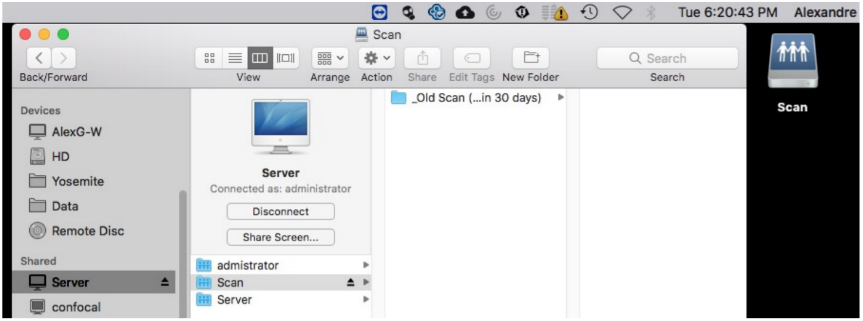 Tue 6:20:43 PM Alexandre
Scan
Back/Forward View Arrange Action Share Edit Tags New Folder Search Search
Devices
AlexG-W
HD
Yosemite
Data
Remote Disc
Shared
Server
confocal
Server
Connected as: administrator
Disconnect
Share Screen...
admistrator
Scan
Server
_Old Scan (...in 30 days)
Scan